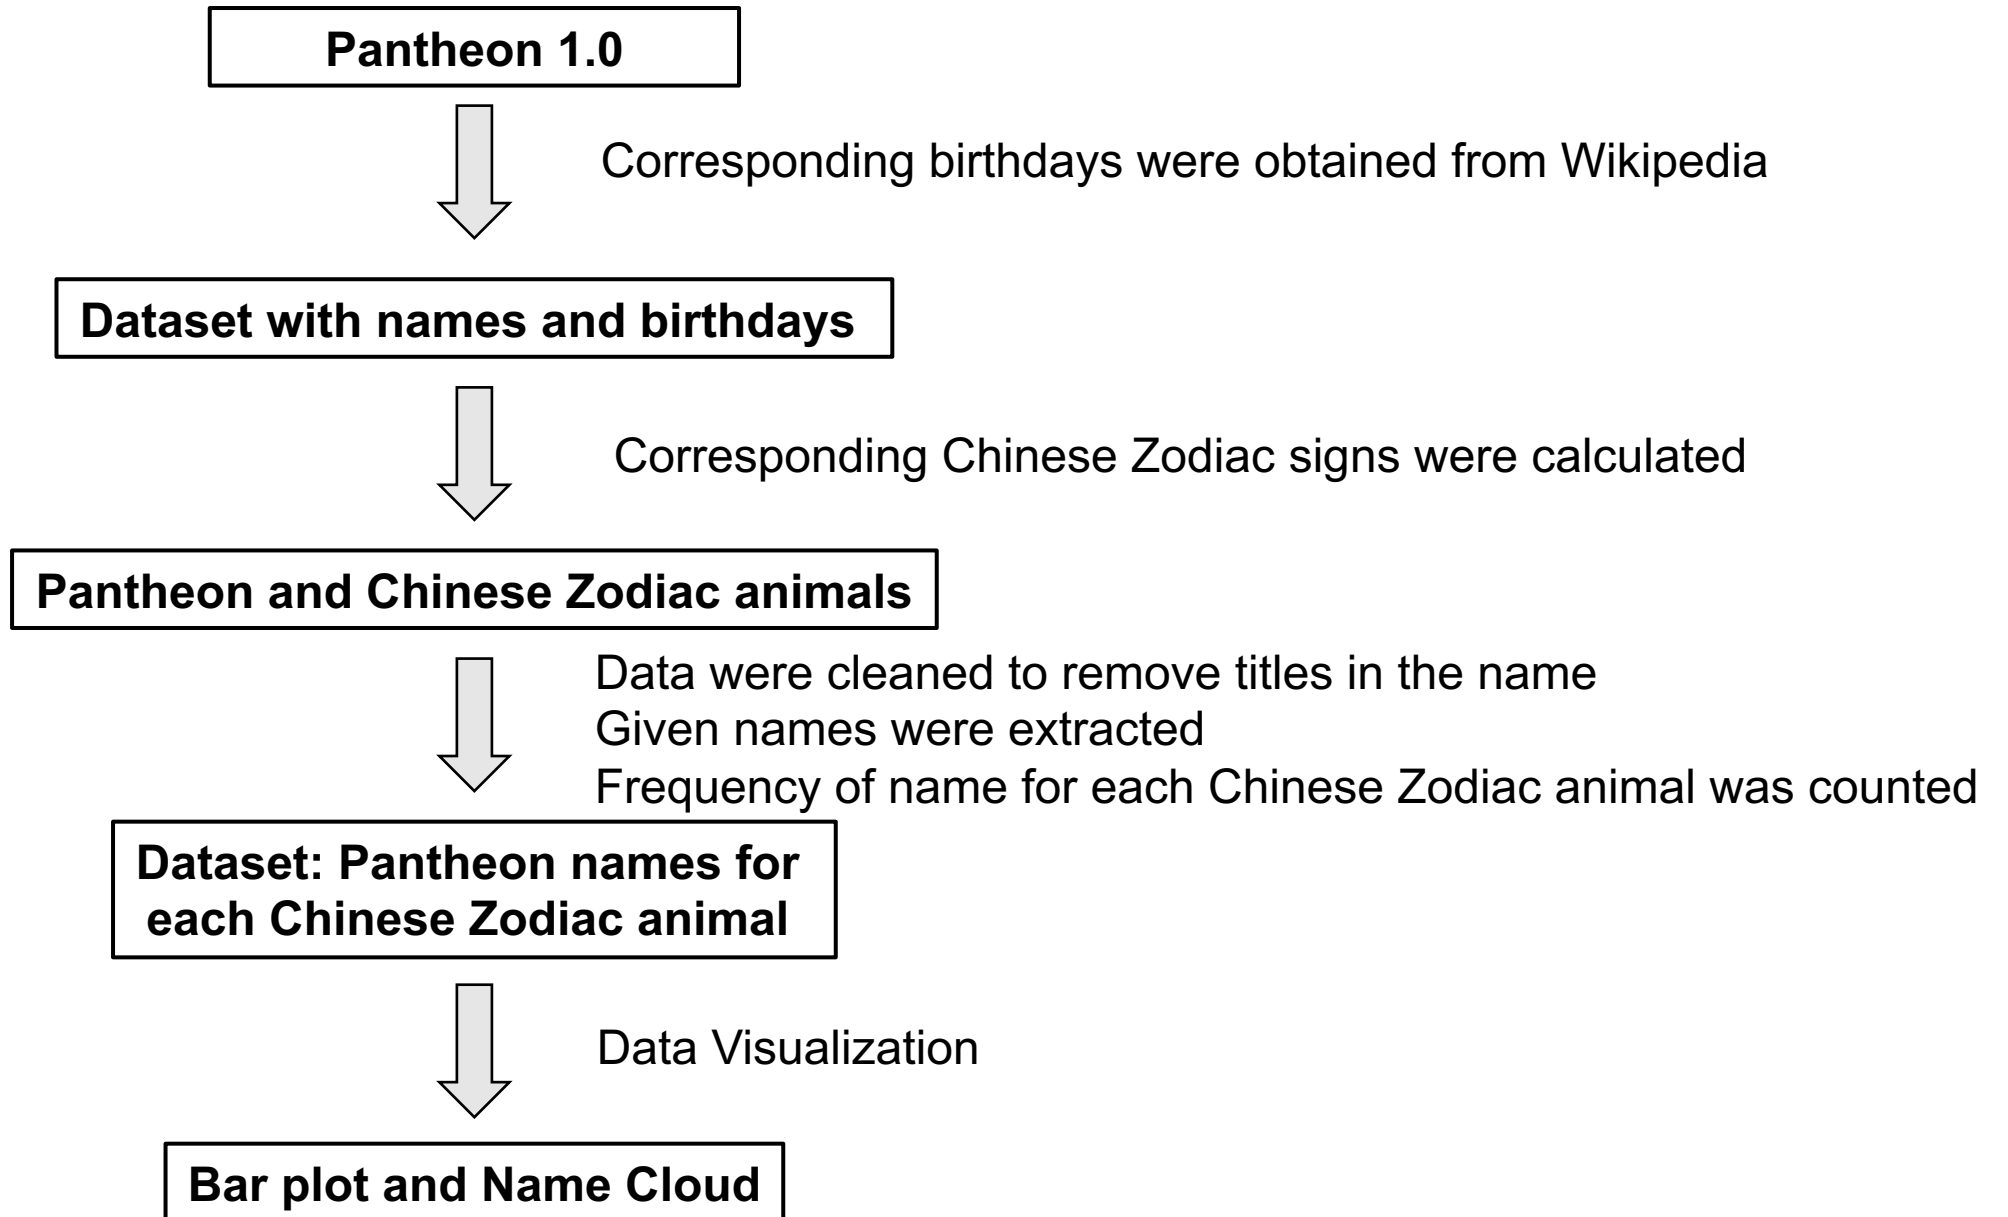 Pantheon 1.0
Corresponding birthdays were obtained from Wikipedia
Dataset with names and birthdays
Corresponding Chinese Zodiac signs were calculated
Pantheon and Chinese Zodiac animals
Data were cleaned to remove titles in the name
Given names were extracted
Frequency of name for each Chinese Zodiac animal was counted
Dataset: Pantheon names for
each Chinese Zodiac animal
Data Visualization
Bar plot and Name Cloud